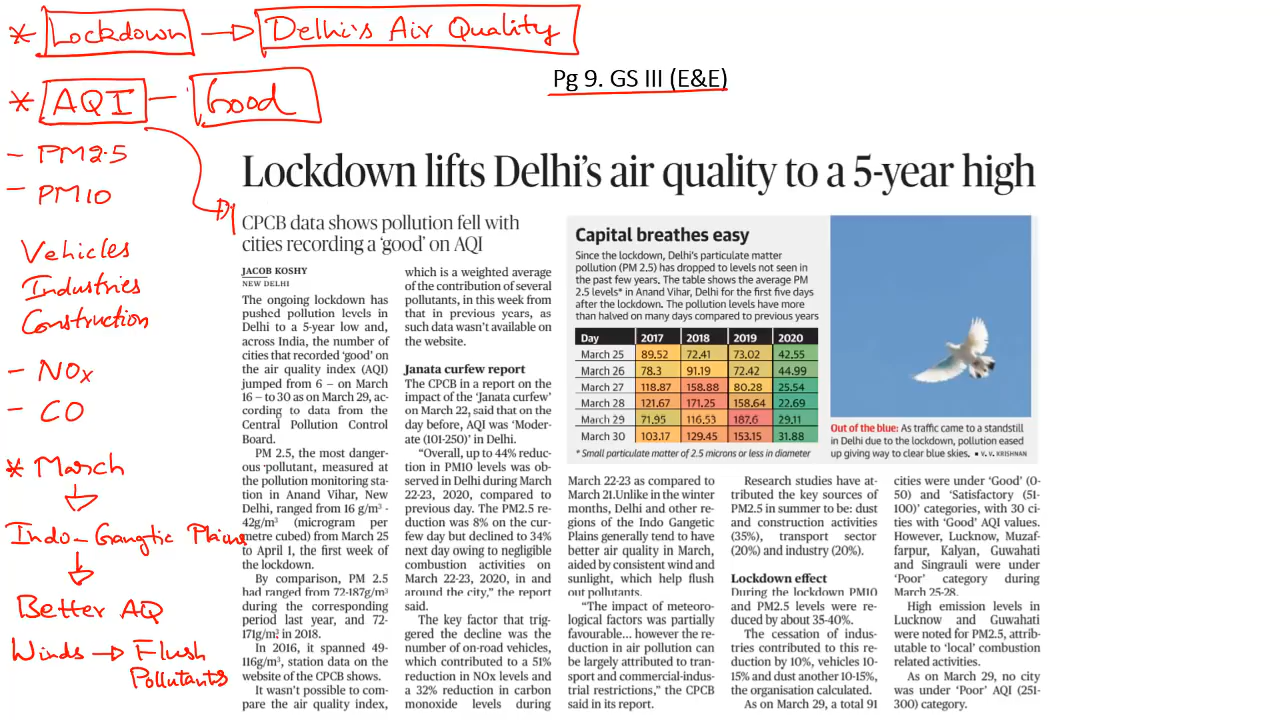 * Lockdown → Delhi's Air Quality
* AQI - Good
- PM2.5
- PM10
Vehicles
Industries
Construction
- NOx
- CO
* March
Indo-Gangtic Plains
Better AQ
Winds → Flush
Pollutants
Pg 9. GS III (E&E)
Lockdown lifts Delhi's air quality to a 5-year high
CPCB data shows pollution fell with
cities recording a 'good' on AQI
JACOB KOSHY
NEW DELHI
The ongoing lockdown has
pushed pollution levels in
Delhi to a 5-year low and,
across India, the number of
cities that recorded 'good' on
the air quality index (AQI)
jumped from 6 – on March
16 – to 30 as on March 29, ac-
cording to data from the
Central Pollution Control
Board.
PM 2.5, the most danger-
ous pollutant, measured at
the pollution monitoring sta-
tion in Anand Vihar, New
Delhi, ranged from 16 g/m³ -
42g/m³ (microgram per
metre cubed) from March 25
to April 1, the first week of
the lockdown.
By comparison, PM 2.5
had ranged from 72-187g/m³
during the corresponding
period last year, and 72-
171g/m³ in 2018.
In 2016, it spanned 49-
116g/m³, station data on the
website of the CPCB shows.
It wasn't possible to com-
pare the air quality index,
which is a weighted average
of the contribution of several
pollutants, in this week from
that in previous years, as
such data wasn't available on
the website.
Janata curfew report
The CPCB in a report on the
impact of the 'Janata curfew'
on March 22, said that on the
day before, AQI was 'Moder-
ate (101-250)' in Delhi.
"Overall, up to 44% reduc-
tion in PM10 levels was ob-
served in Delhi during March
22-23, 2020, compared to
previous day. The PM2.5 re-
duction was 8% on the cur-
few day but declined to 34%
next day owing to negligible
combustion activities on
March 22-23, 2020, in and
around the city," the report
said.
The key factor that trig-
gered the decline was the
number of on-road vehicles,
which contributed to a 51%
reduction in NOx levels and
a 32% reduction in carbon
monoxide levels during
Capital breathes easy
Since the lockdown, Delhi's particulate matter
pollution (PM 2.5) has dropped to levels not seen in
the past few years. The table shows the average PM
2.5 levels* in Anand Vihar, Delhi for the first five days
after the lockdown. The pollution levels have more
than halved on many days compared to previous years
Day 2017 2018 2019 2020
March 25 89.52 72.41 73.02 42.55
March 26 78.3 91.19 72.42 44.99
March 27 118.87 158.88 80.28 25.54
March 28 121.67 171.25 158.64 22.69
March 29 71.95 116.53 187.6 29.11
March 30 103.17 129.45 153.15 31.88
* Small particulate matter of 2.5 microns or less in diameter
Out of the blue: As traffic came to a standstill
in Delhi due to the lockdown, pollution eased
up giving way to clear blue skies. ■ V.V. KRISHNAN
March 22-23 as compared to
March 21.Unlike in the winter
months, Delhi and other re-
gions of the Indo Gangetic
Plains generally tend to have
better air quality in March,
aided by consistent wind and
sunlight, which help flush
out pollutants.
"The impact of meteoro-
logical factors was partially
favourable... however the re-
duction in air pollution can
be largely attributed to tran-
sport and commercial-indus-
trial restrictions," the CPCB
said in its report.
Research studies have at-
tributed the key sources of
PM2.5 in summer to be: dust
and construction activities
(35%), transport sector
(20%) and industry (20%).
Lockdown effect
During the lockdown PM10
and PM2.5 levels were re-
duced by about 35-40%.
The cessation of indus-
tries contributed to this re-
duction by 10%, vehicles 10-
15% and dust another 10-15%,
the organisation calculated.
As on March 29, a total 91
cities were under 'Good' (0-
50) and 'Satisfactory (51-
100)' categories, with 30 ci-
ties with 'Good' AQI values.
However, Lucknow, Muzaf-
farpur, Kalyan, Guwahati
and Singrauli were under
'Poor' category during
March 25-28.
High emission levels in
Lucknow and Guwahati
were noted for PM2.5, attrib-
utable to 'local' combustion
related activities.
As on March 29, no city
was under 'Poor' AQI (251-
300) category.